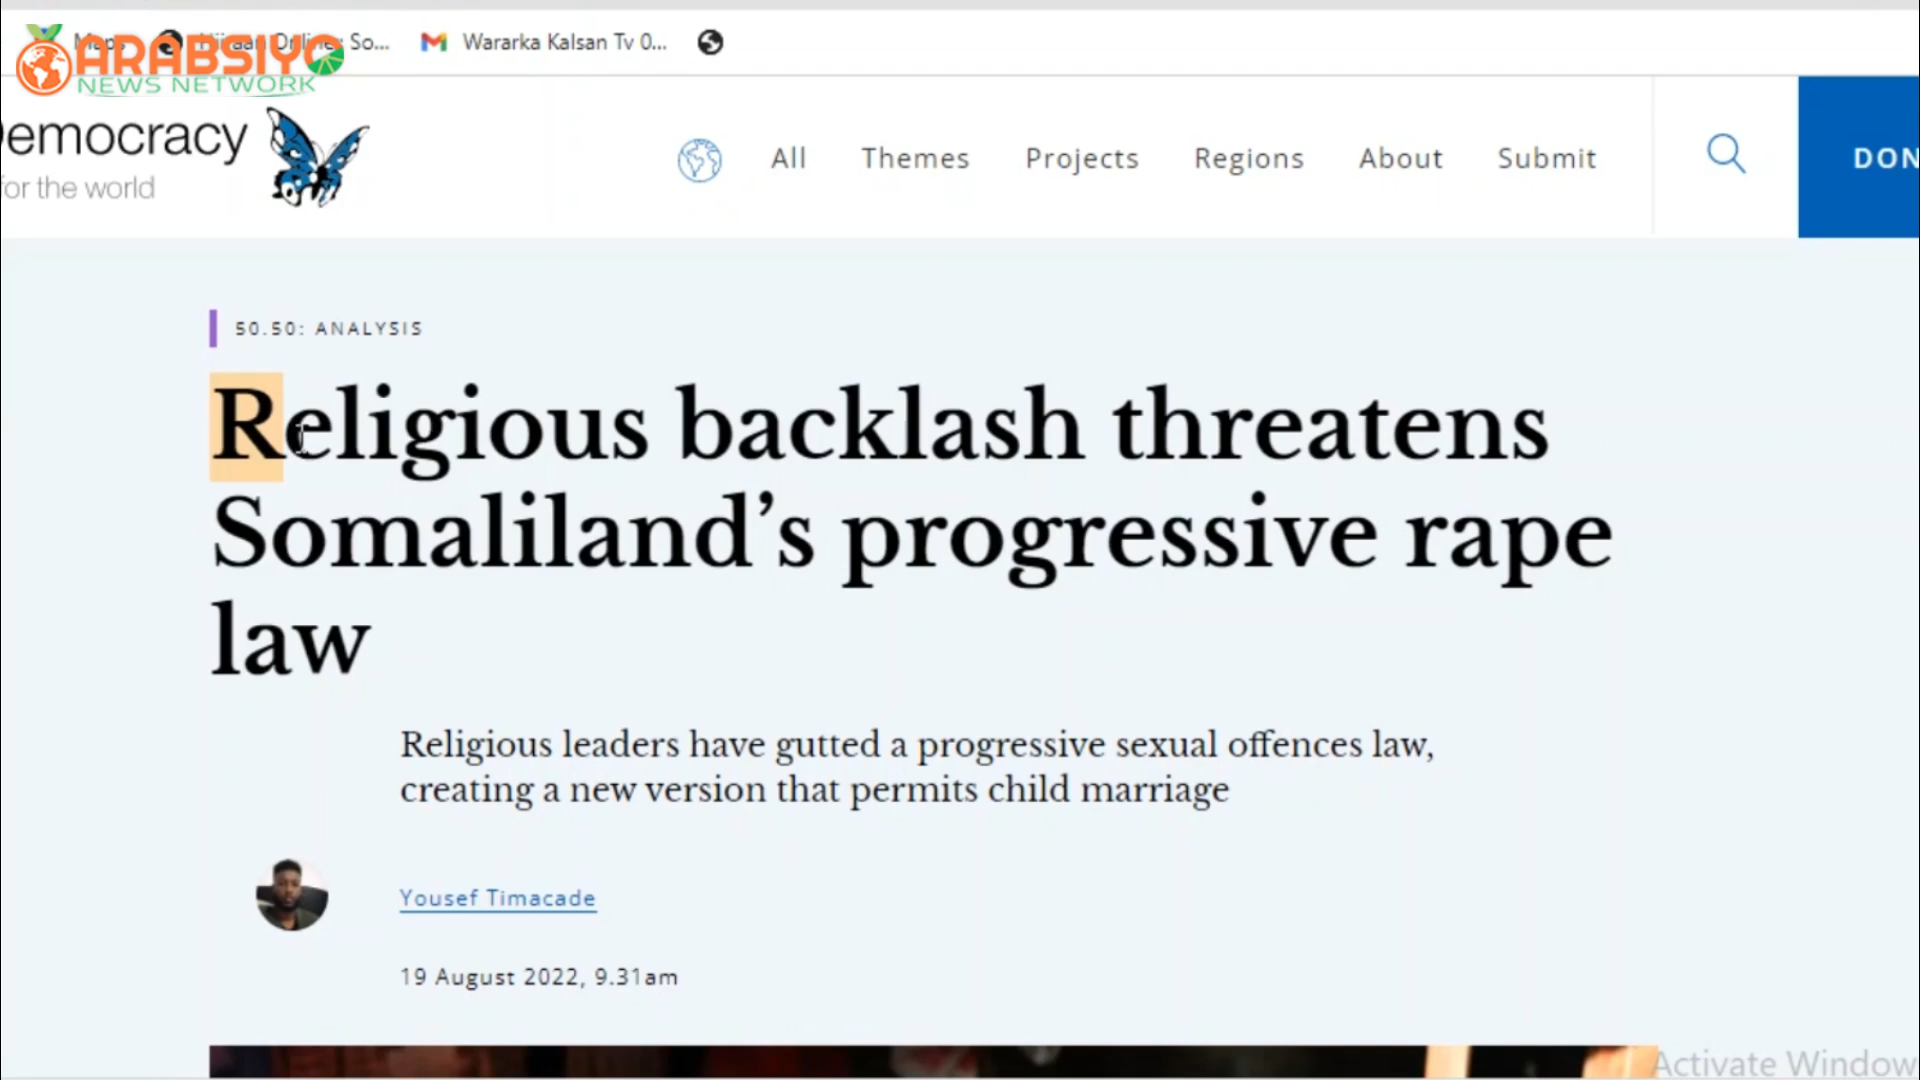 Maps
So...
Wararka Kalsan Tv 0...
ARABSIYO
NEWS NETWORK
Democracy
for the world
All
Themes
Projects
Regions
About
Submit
DON
50.50: ANALYSIS
Religious backlash threatens
Somaliland’s progressive rape
law
Religious leaders have gutted a progressive sexual offences law,
creating a new version that permits child marriage
Yousef Timacade
19 August 2022, 9.31am
Activate Window